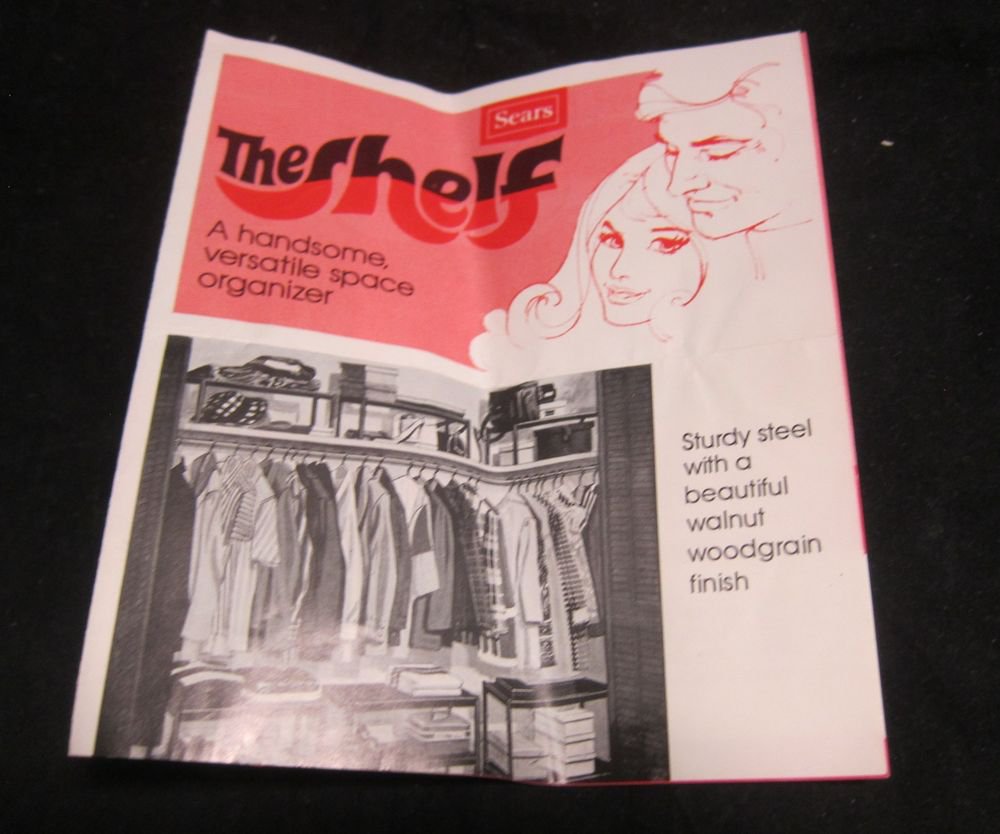 Sears
The Shelf
A handsome,
versatile space
organizer
Sturdy steel
with a
beautiful
walnut
woodgrain
finish